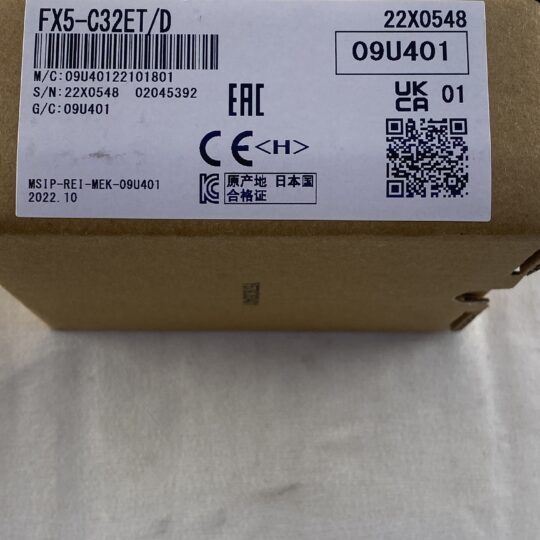 FX5-C32ET/D
22X0548
09U401
M/C:09U40122101801
S/N:22X0548 02045392
G/C:09U401
EAC
UK
CA 01
CE <H>
MSIP-REI-MEK-09U401
2022.10
原产地 日本国
合格证